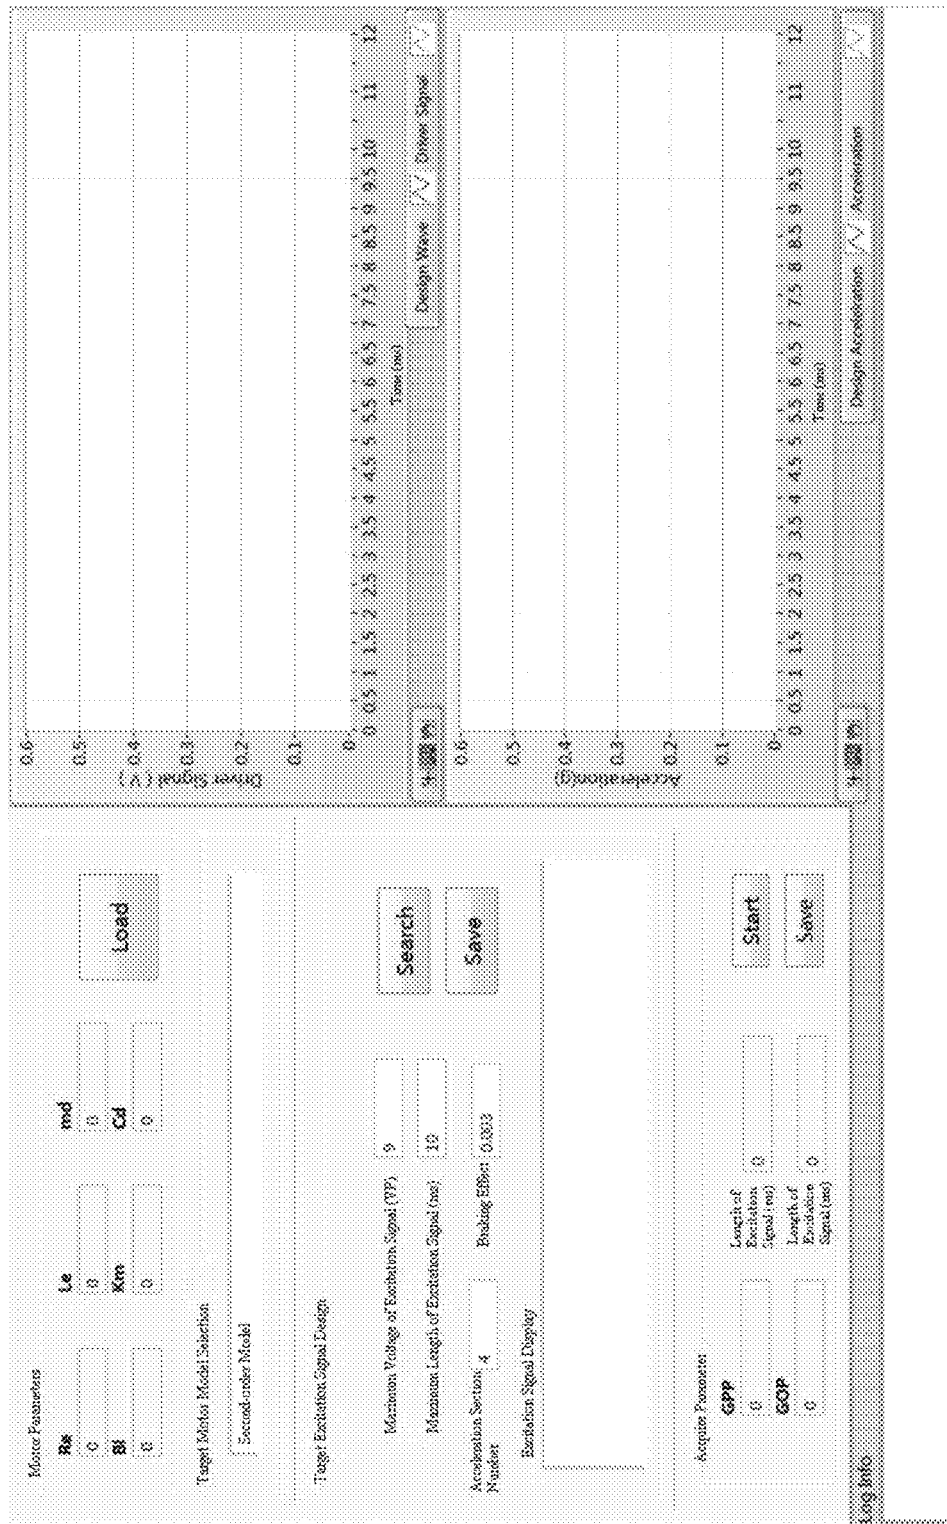 Motor Parameters
Re Le md
0 0 0
Load
Bl Km Cd
0 0 0
Target Motor Model Selection
Second-order Model
Target Excitation Signal Design
Maximum Voltage of Excitation Signal (VP) 9
Search
Maximum Length of Excitation Signal (ms) 10
Save
Acceleration Section Number 4
Braking Effect 0.003
Excitation Signal Display
Acquire Parameter
GPP
0
Length of
Excitation
Signal (ms) 0
Start
GOP
0
Length of
Excitation
Signal (ms) 0
Save
Log Info
Driver Signal ( V )
0.6
0.5
0.4
0.3
0.2
0.1
0
0 0.5 1 1.5 2 2.5 3 3.5 4 4.5 5 5.5 6 6.5 7 7.5 8 8.5 9 9.5 10 11 12
Time (ms)
Design Wave Driver Signal
Acceleration(g)
0.6
0.5
0.4
0.3
0.2
0.1
0
0 0.5 1 1.5 2 2.5 3 3.5 4 4.5 5 5.5 6 6.5 7 7.5 8 8.5 9 9.5 10 11 12
Time (ms)
Design Acceleration Acceleration